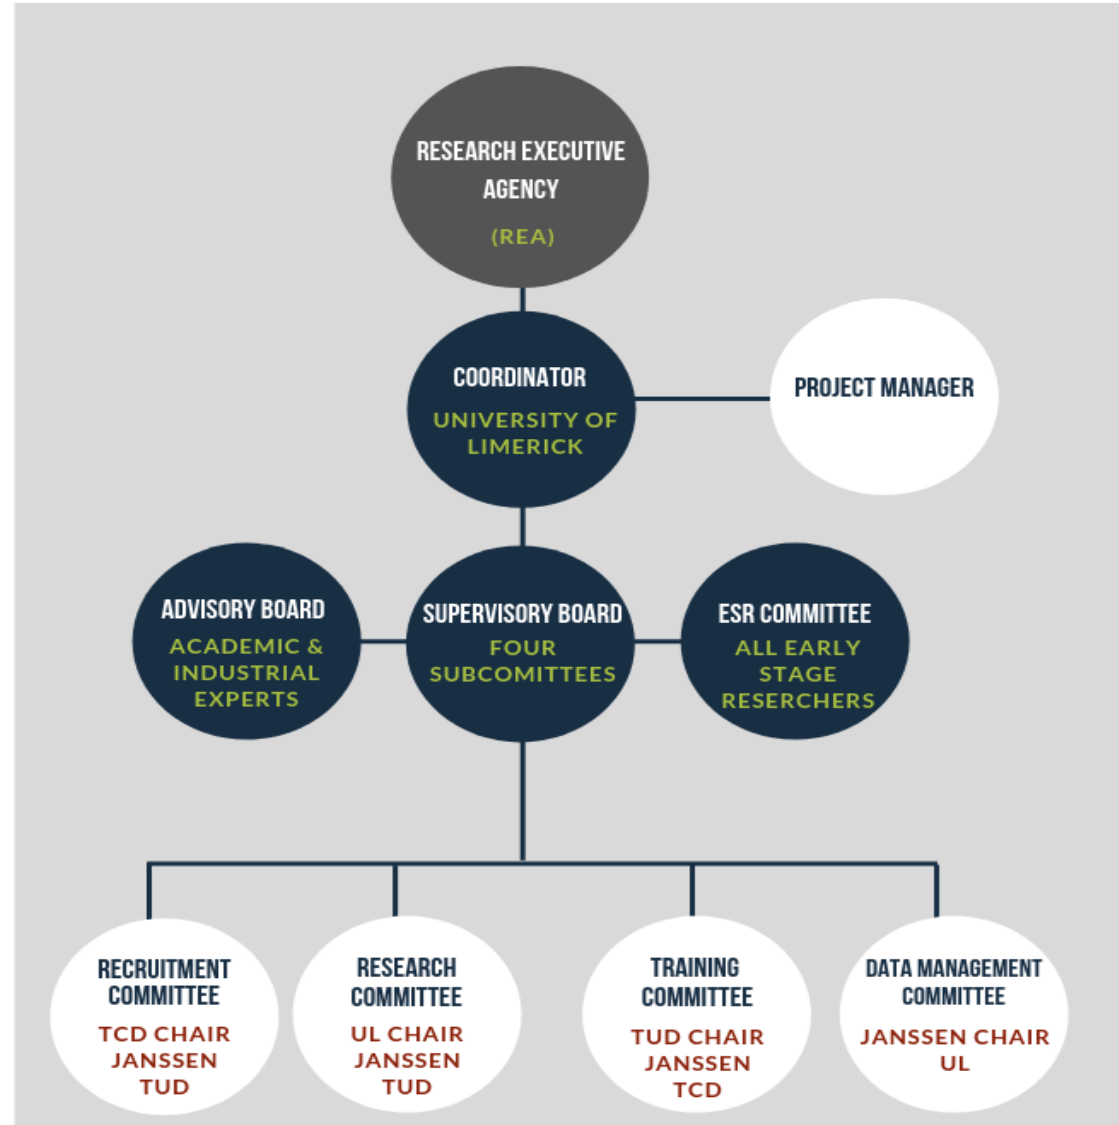 RESEARCH EXECUTIVE
AGENCY
(REA)
COORDINATOR
UNIVERSITY OF
LIMERICK
PROJECT MANAGER
ADVISORY BOARD
ACADEMIC &
INDUSTRIAL
EXPERTS
SUPERVISORY BOARD
FOUR
SUBCOMITTEES
ESR COMMITTEE
ALL EARLY
STAGE
RESERCHERS
RECRUITMENT
COMMITTEE
TCD CHAIR
JANSSEN
TUD
RESEARCH
COMMITTEE
UL CHAIR
JANSSEN
TUD
TRAINING
COMMITTEE
TUD CHAIR
JANSSEN
TCD
DATA MANAGEMENT
COMMITTEE
JANSSEN CHAIR
UL